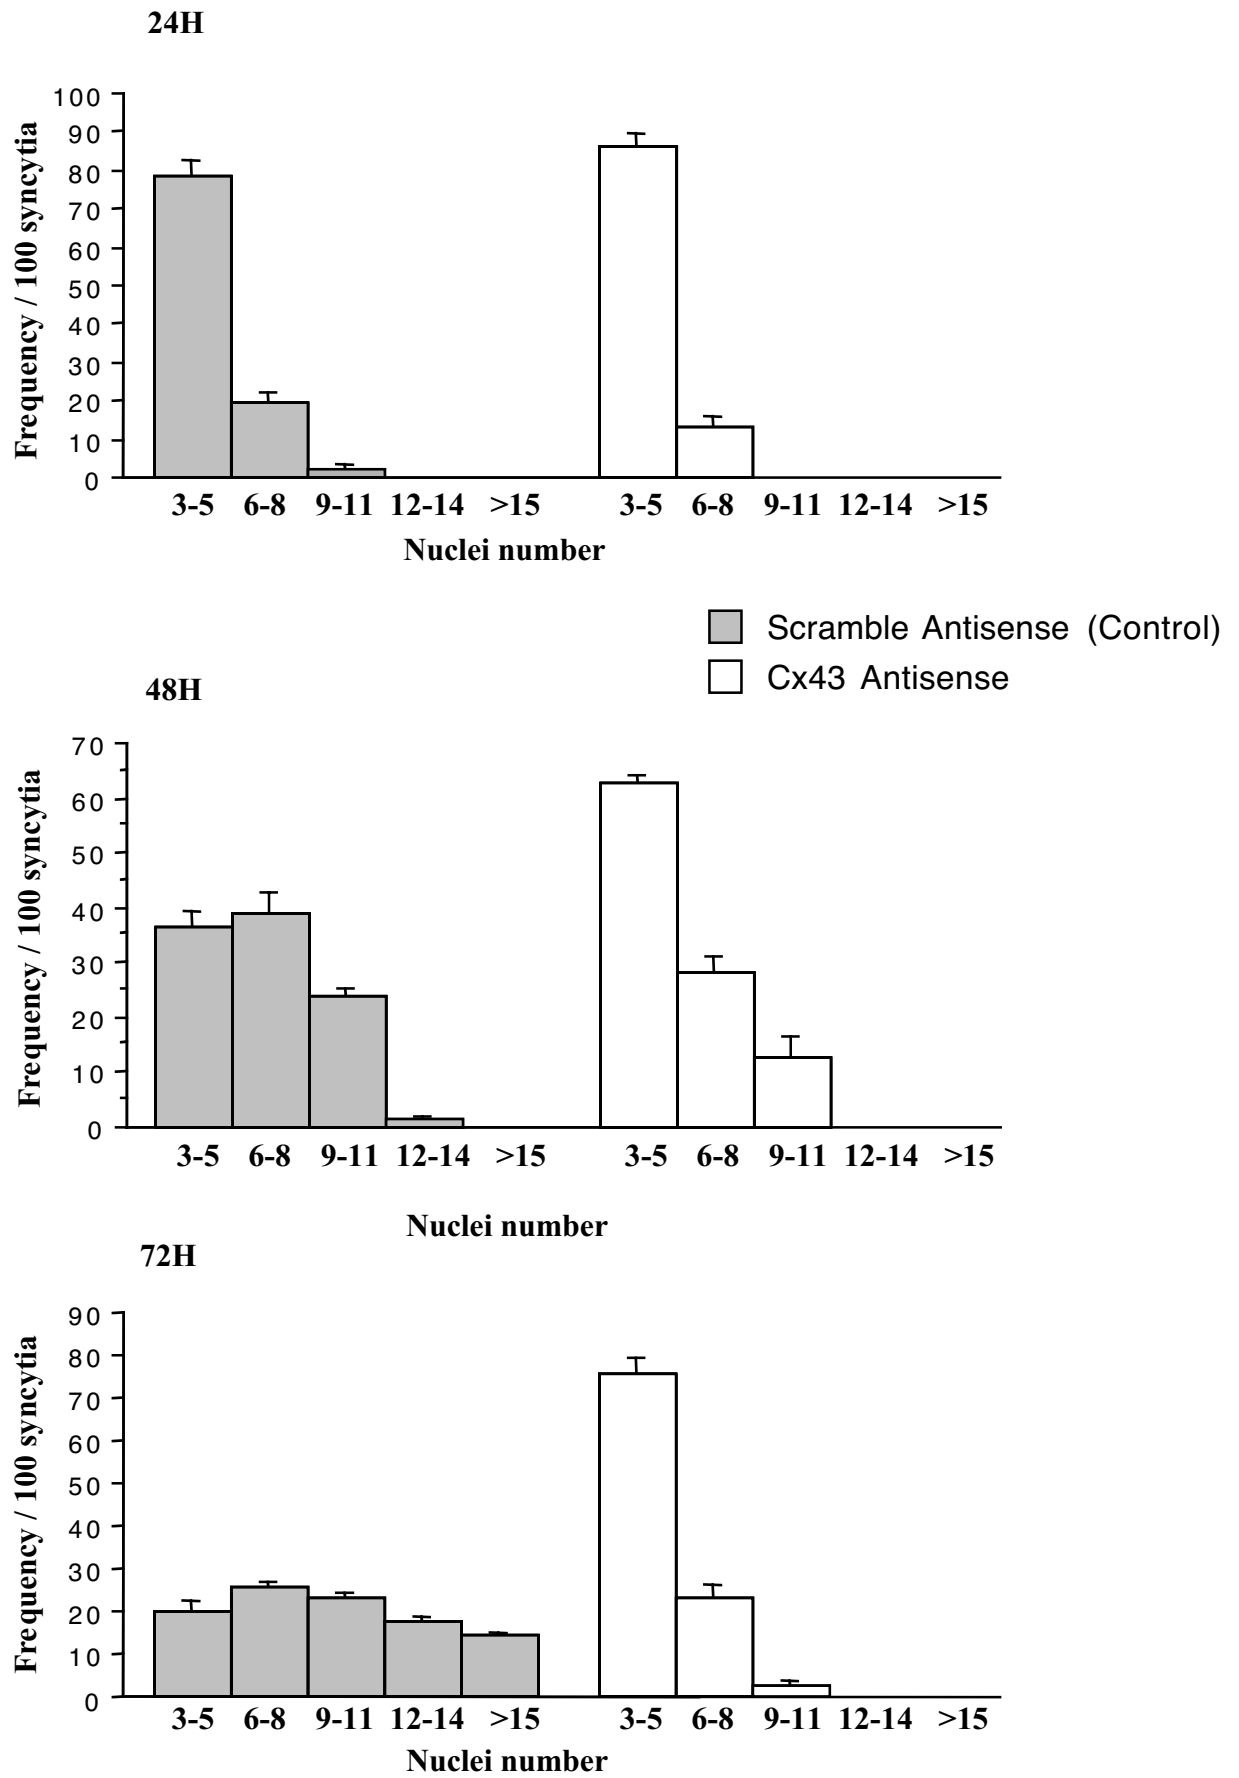 24H
Frequency / 100 syncytia
100
90
80
70
60
50
40
30
20
10
0
3-5 6-8 9-11 12-14 >15 3-5 6-8 9-11 12-14 >15
Nuclei number
Scramble Antisense (Control)
Cx43 Antisense
48H
Frequency / 100 syncytia
70
60
50
40
30
20
10
0
3-5 6-8 9-11 12-14 >15 3-5 6-8 9-11 12-14 >15
Nuclei number
72H
Frequency / 100 syncytia
90
80
70
60
50
40
30
20
10
0
3-5 6-8 9-11 12-14 >15 3-5 6-8 9-11 12-14 >15
Nuclei number